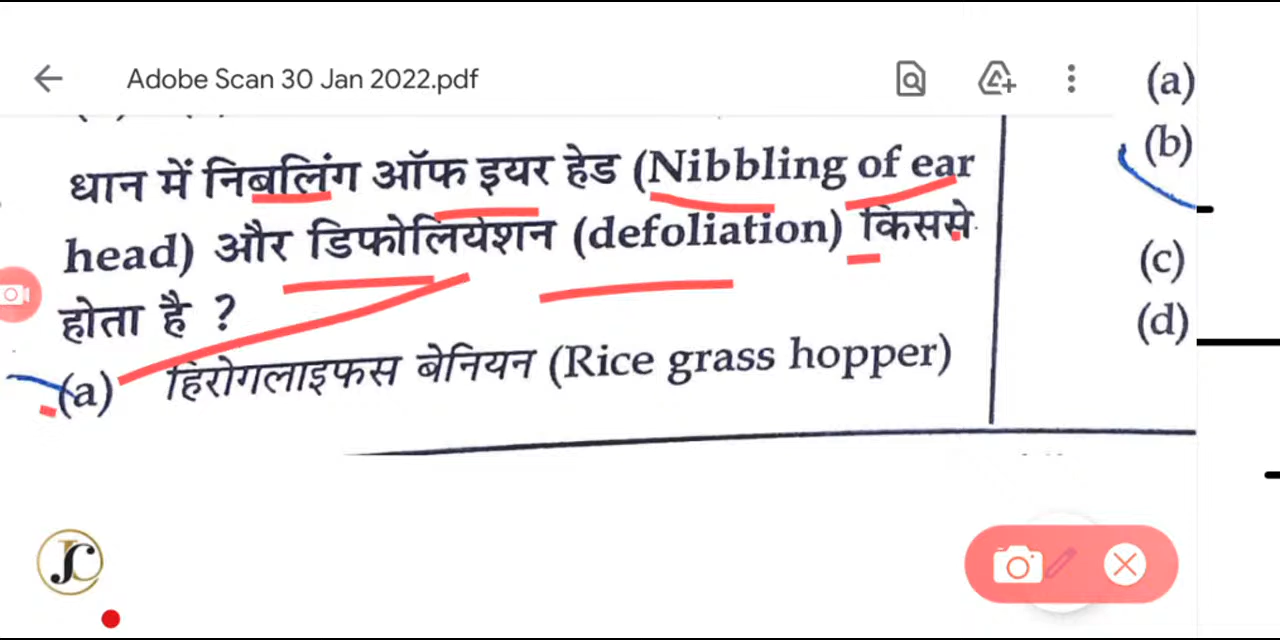 Adobe Scan 30 Jan 2022.pdf
धान में निबलिंग ऑफ इयर हेड (Nibbling of ear
head) और डिफोलियेशन (defoliation) किससे
होता है ?
(a) हिरोगलाइफस बेनियन (Rice grass hopper)
(a)
(b)
(c)
(d)